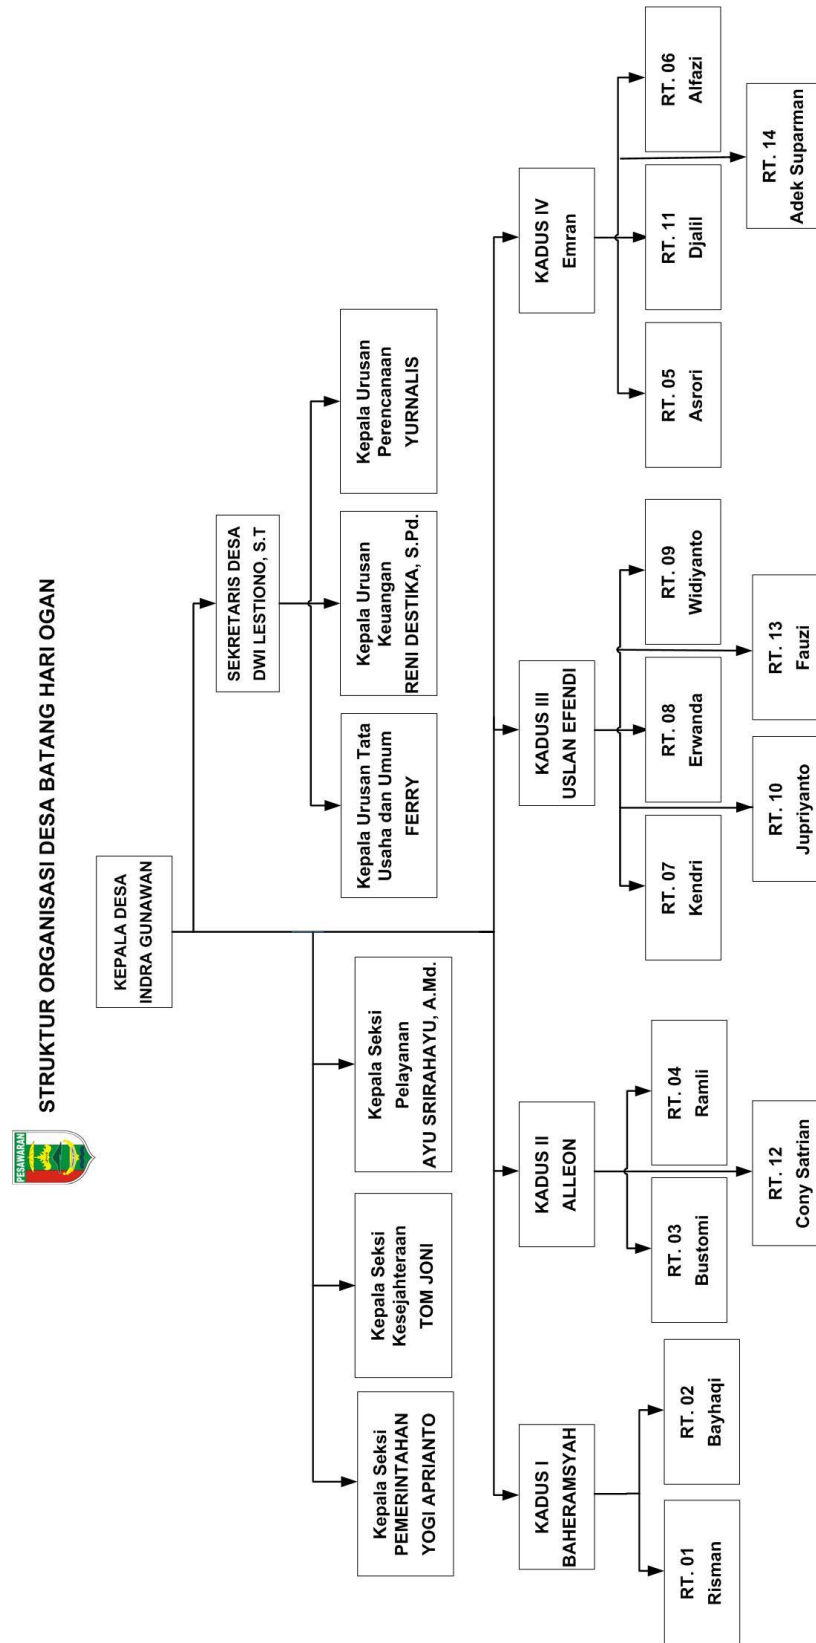 PESAWARAN
STRUKTUR ORGANISASI DESA BATANG HARI OGAN
KEPALA DESA
INDRA GUNAWAN
SEKRETARIS DESA
DWI LESTIONO, S.T
Kepala Urusan Tata
Usaha dan Umum
FERRY
Kepala Urusan
Keuangan
RENI DESTIKA, S.Pd.
Kepala Urusan
Perencanaan
YURNALIS
Kepala Seksi
PEMERINTAHAN
YOGI APRIANTO
Kepala Seksi
Kesejahteraan
TOM JONI
Kepala Seksi
Pelayanan
AYU SRIRAHAYU, A.Md.
KADUS I
BAHERAMSYAH
KADUS II
ALLEON
KADUS III
USLAN EFENDI
KADUS IV
Emran
RT. 01
Risman
RT. 02
Bayhaqi
RT. 03
Bustomi
RT. 04
Ramli
RT. 12
Cony Satrian
RT. 07
Kendri
RT. 08
Erwanda
RT. 09
Widiyanto
RT. 10
Jupriyanto
RT. 13
Fauzi
RT. 05
Asrori
RT. 11
Djalil
RT. 06
Alfazi
RT. 14
Adek Suparman